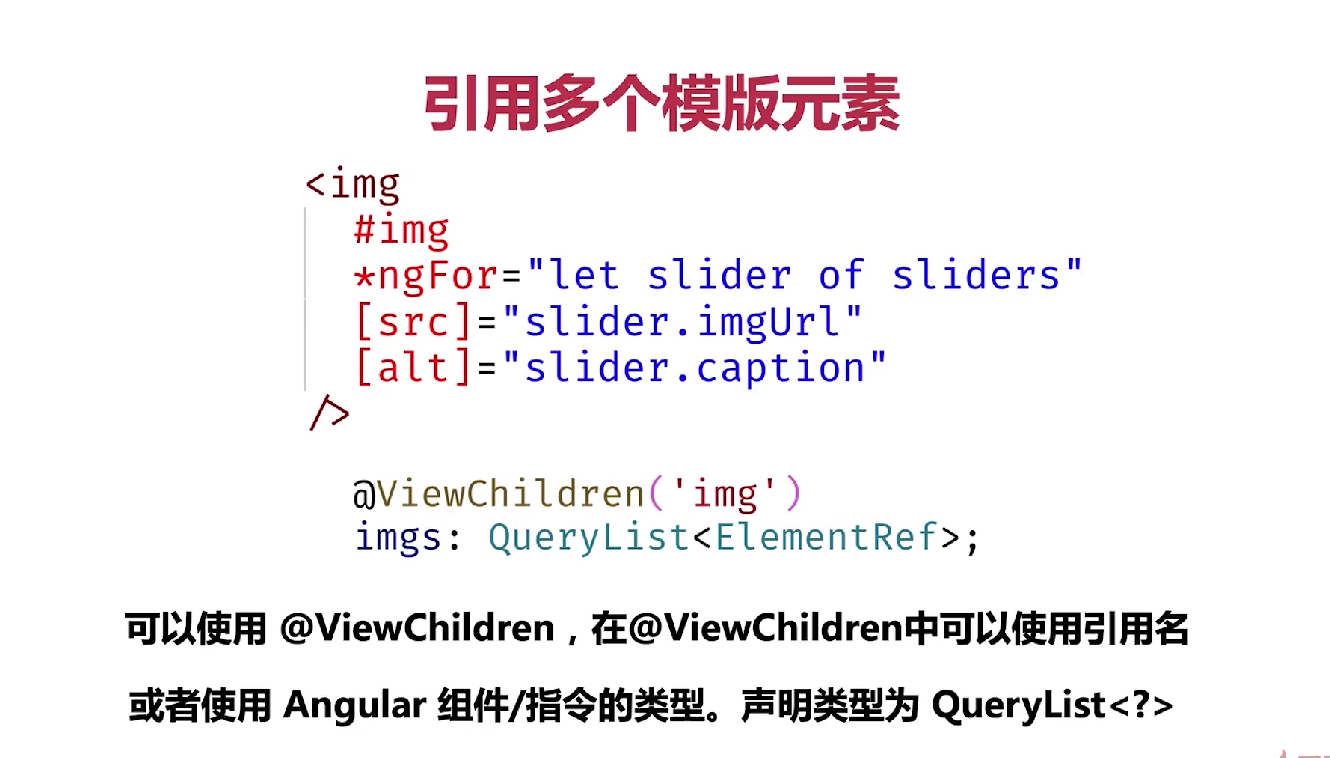 引用多个模版元素
<img
#img
*ngFor="let slider of sliders"
[src]="slider.imgUrl"
[alt]="slider.caption"
/>
@ViewChildren('img')
imgs: QueryList<ElementRef>;
可以使用 @ViewChildren，在@ViewChildren中可以使用引用名
或者使用 Angular 组件/指令的类型。声明类型为 QueryList<?>